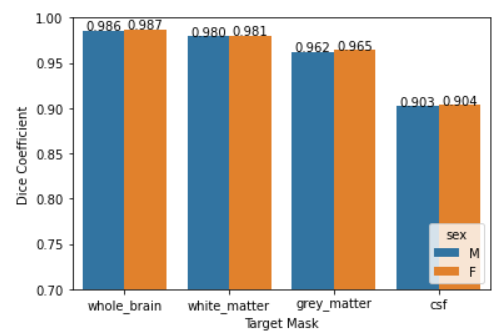 1.00
0.95
0.90
0.85
0.80
0.75
0.70
Dice Coefficient
0.986 0.987
0.980 0.981
0.962 0.965
0.903 0.904
sex
M
F
whole_brain white_matter grey_matter csf
Target Mask